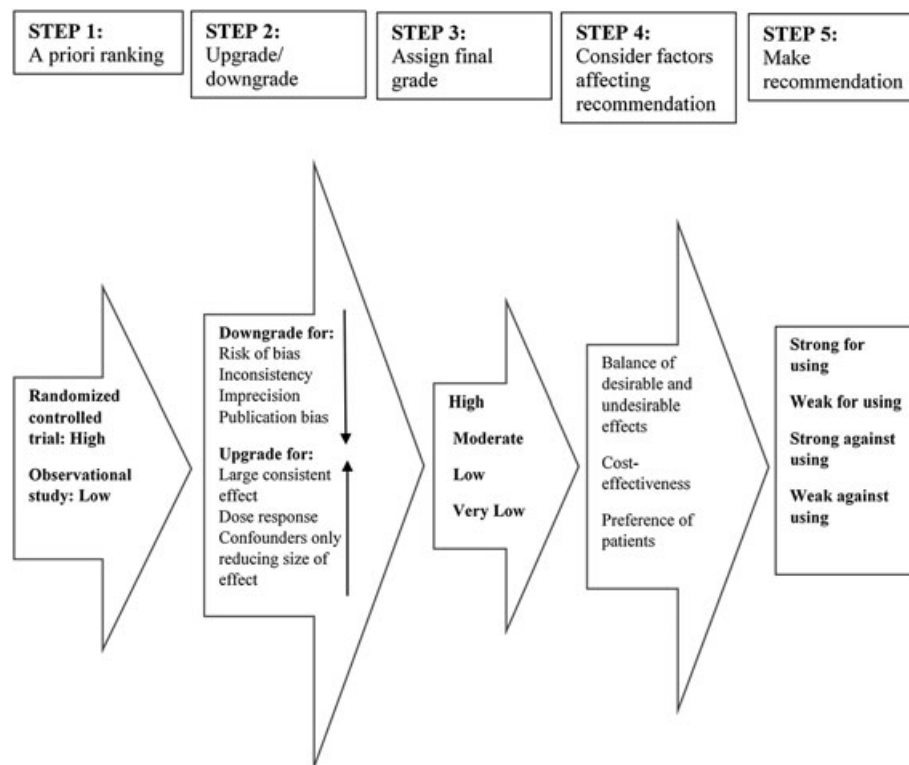 STEP 1:
A priori ranking
STEP 2:
Upgrade/
downgrade
STEP 3:
Assign final
grade
STEP 4:
Consider factors
affecting
recommendation
STEP 5:
Make
recommendation
Randomized
controlled
trial: High
Observational
study: Low
Downgrade for:
Risk of bias
Inconsistency
Imprecision
Publication bias
Upgrade for:
Large consistent
effect
Dose response
Confounders only
reducing size of
effect
High
Moderate
Low
Very Low
Balance of
desirable and
undesirable
effects
Cost-
effectiveness
Preference of
patients
Strong for
using
Weak for using
Strong against
using
Weak against
using